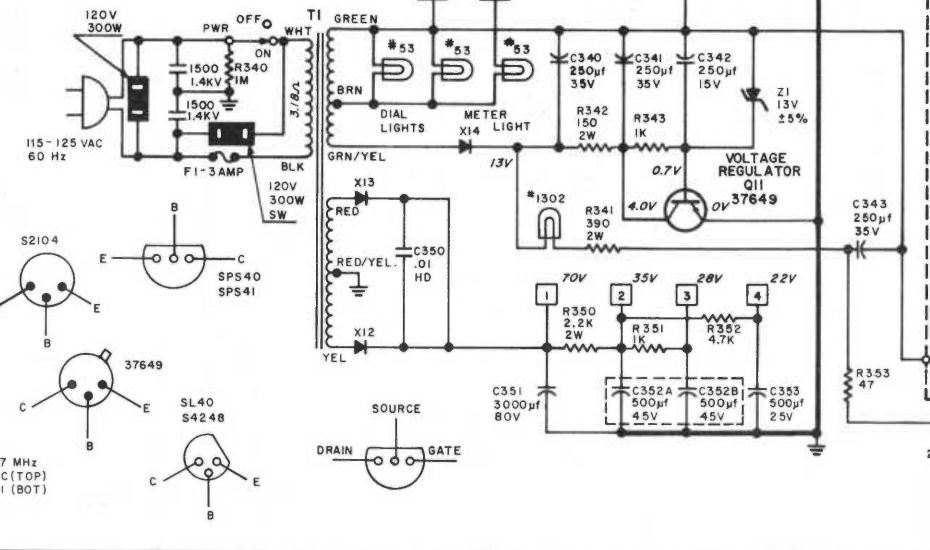 120V
300W
PWR
OFF
ON
WHT
T1
GREEN
1500
1.4KV
R340
1M
1500
1.4KV
3.18Ω
115-125 VAC
60 Hz
F1-3 AMP
BLK
120V
300W
SW
*53
*53
*53
BRN
DIAL
LIGHTS
METER
LIGHT
X14
GRN/YEL
13V
C340
250µf
35V
C341
250µf
35V
C342
250µf
15V
Z1
13V
±5%
R342
150
2W
R343
1K
0.7V
VOLTAGE
REGULATOR
Q11
37649
4.0V
0V
*1302
R341
390
2W
C343
250µf
35V
X13
RED
RED/YEL.
C350
.01
HD
X12
YEL
70V
35V
28V
22V
1
2
3
4
R350
2.2K
2W
R351
1K
R352
4.7K
R353
47
C351
3000µf
80V
C352A
500µf
45V
C352B
500µf
45V
C353
500µf
25V
B
S2104
E
C
SPS40
SPS41
E
B
37649
C
E
B
SL40
S4248
C
E
B
SOURCE
DRAIN
GATE
7 MHz
C(TOP)
I (BOT)